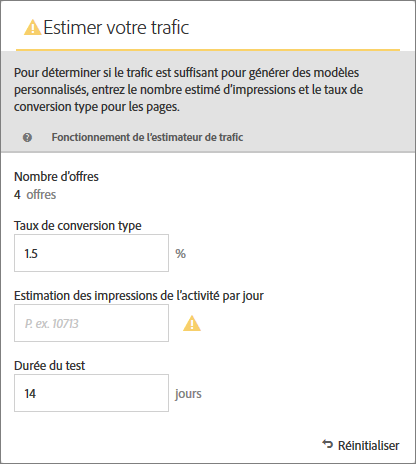 Estimer votre trafic
Pour déterminer si le trafic est suffisant pour générer des modèles
personnalisés, entrez le nombre estimé d'impressions et le taux de
conversion type pour les pages.
Fonctionnement de l'estimateur de trafic
Nombre d'offres
4 offres
Taux de conversion type
1.5 %
Estimation des impressions de l'activité par jour
P. ex. 10713
Durée du test
14 jours
Réinitialiser